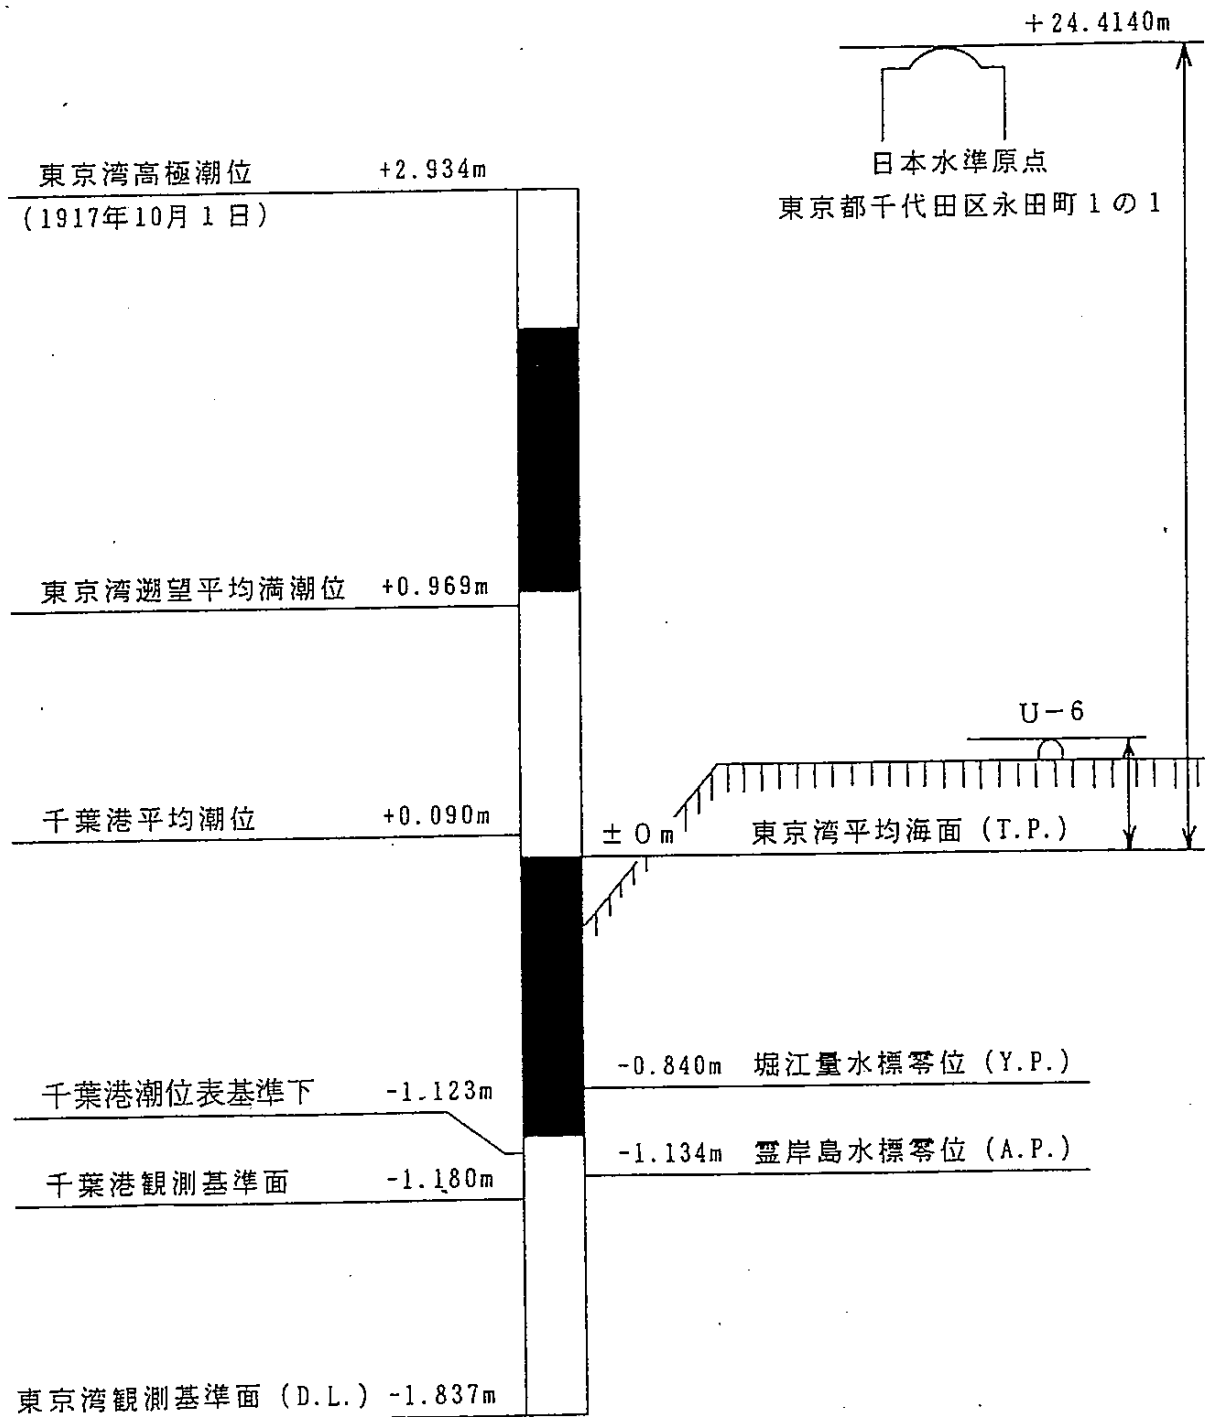 +24.4140m
日本水準原点
東京都千代田区永田町1の1
東京湾高極潮位 +2.934m
(1917年10月1日)
東京湾遡望平均満潮位 +0.969m
U-6
千葉港平均潮位 +0.090m
±0m 東京湾平均海面 (T.P.)
-0.840m 堀江量水標零位 (Y.P.)
千葉港潮位表基準下 -1.123m
-1.134m 霊岸島水標零位 (A.P.)
千葉港観測基準面 -1.180m
東京湾観測基準面 (D.L.) -1.837m